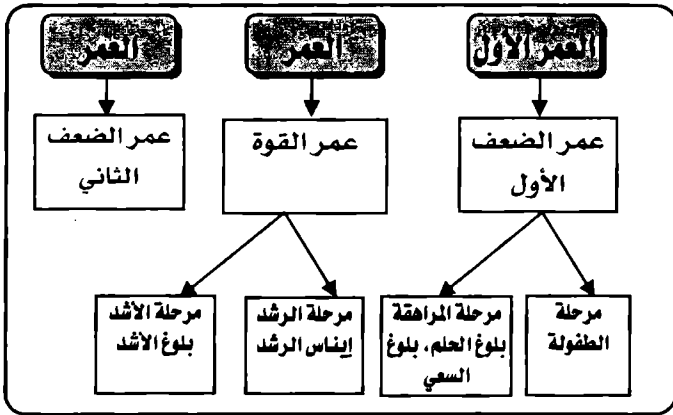 العمر الأول
العمر
العمر
عمر الضعف
الأول
عمر القوة
عمر الضعف
الثاني
مرحلة
الطفولة
مرحلة المراهقة
بلوغ الحلم، بلوغ
السعي
مرحلة الرشد
إيناس الرشد
مرحلة الأشد
بلوغ الأشد